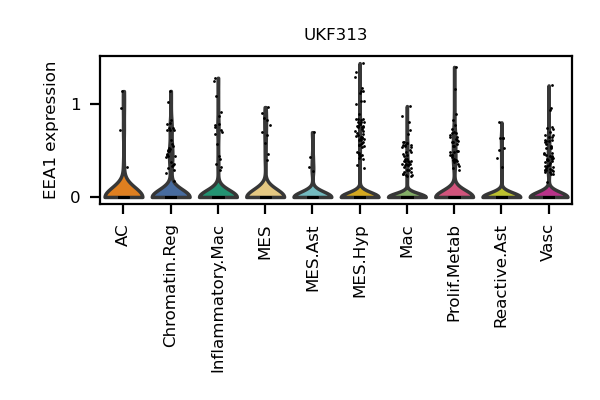 UKF313
EEA1 expression
1
0
AC
Chromatin.Reg
Inflammatory.Mac
MES
MES.Ast
MES.Hyp
Mac
Prolif.Metab
Reactive.Ast
Vasc